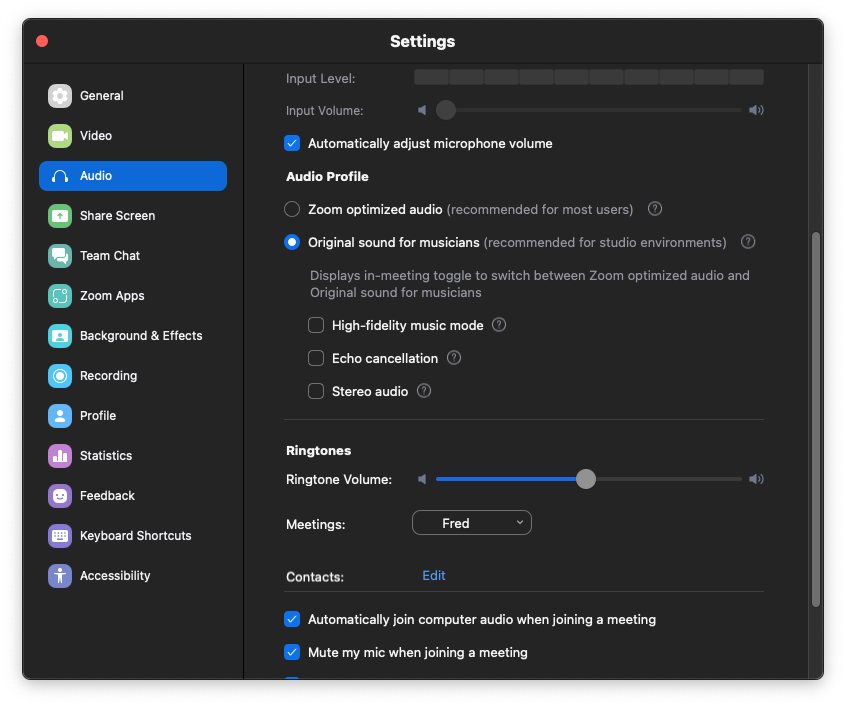 Settings
General
Video
Audio
Share Screen
Team Chat
Zoom Apps
Background & Effects
Recording
Profile
Statistics
Feedback
Keyboard Shortcuts
Accessibility
Input Level:
Input Volume:
Automatically adjust microphone volume
Audio Profile
Zoom optimized audio (recommended for most users) ?
Original sound for musicians (recommended for studio environments) ?
Displays in-meeting toggle to switch between Zoom optimized audio and
Original sound for musicians
High-fidelity music mode ?
Echo cancellation ?
Stereo audio ?
Ringtones
Ringtone Volume:
Meetings: Fred
Contacts: Edit
Automatically join computer audio when joining a meeting
Mute my mic when joining a meeting